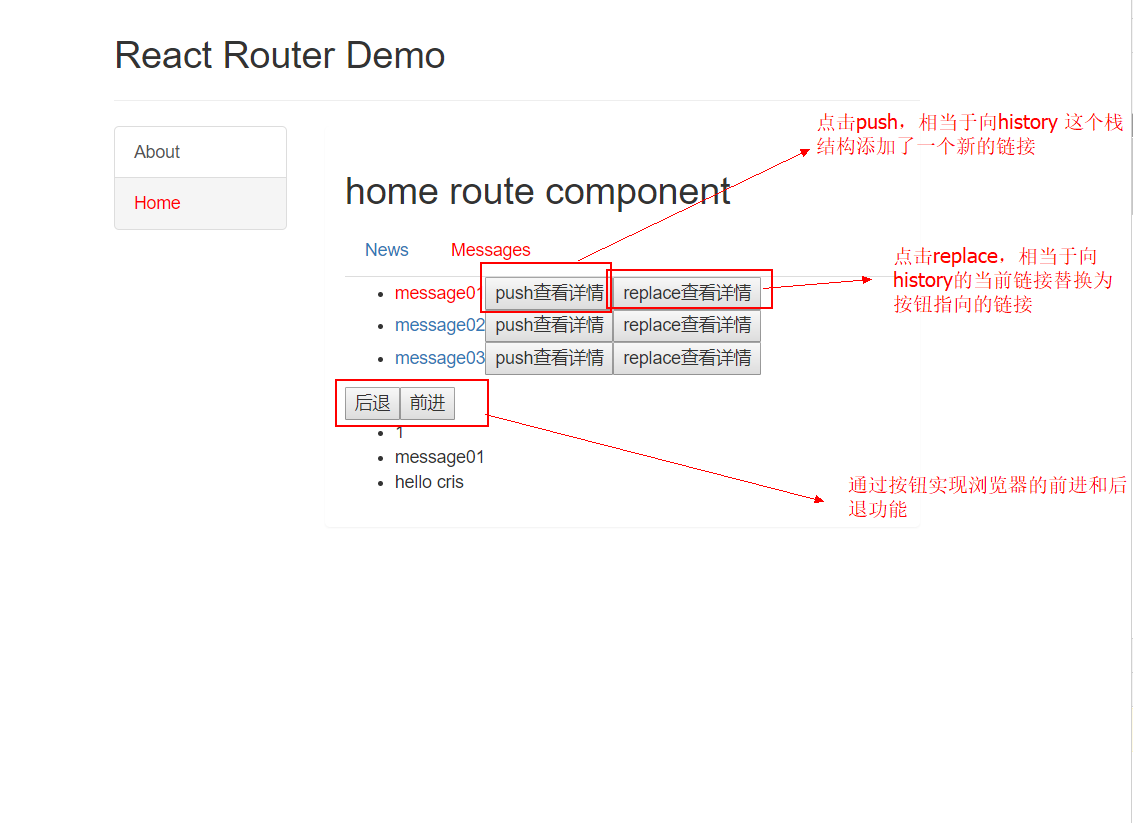 React Router Demo
点击push，相当于向history 这个栈
结构添加了一个新的链接
About
Home
home route component
News Messages
点击replace，相当于向
history的当前链接替换为
按钮指向的链接
message01 push查看详情 replace查看详情
message02 push查看详情 replace查看详情
message03 push查看详情 replace查看详情
后退 前进
1
message01
hello cris
通过按钮实现浏览器的前进和后
退功能